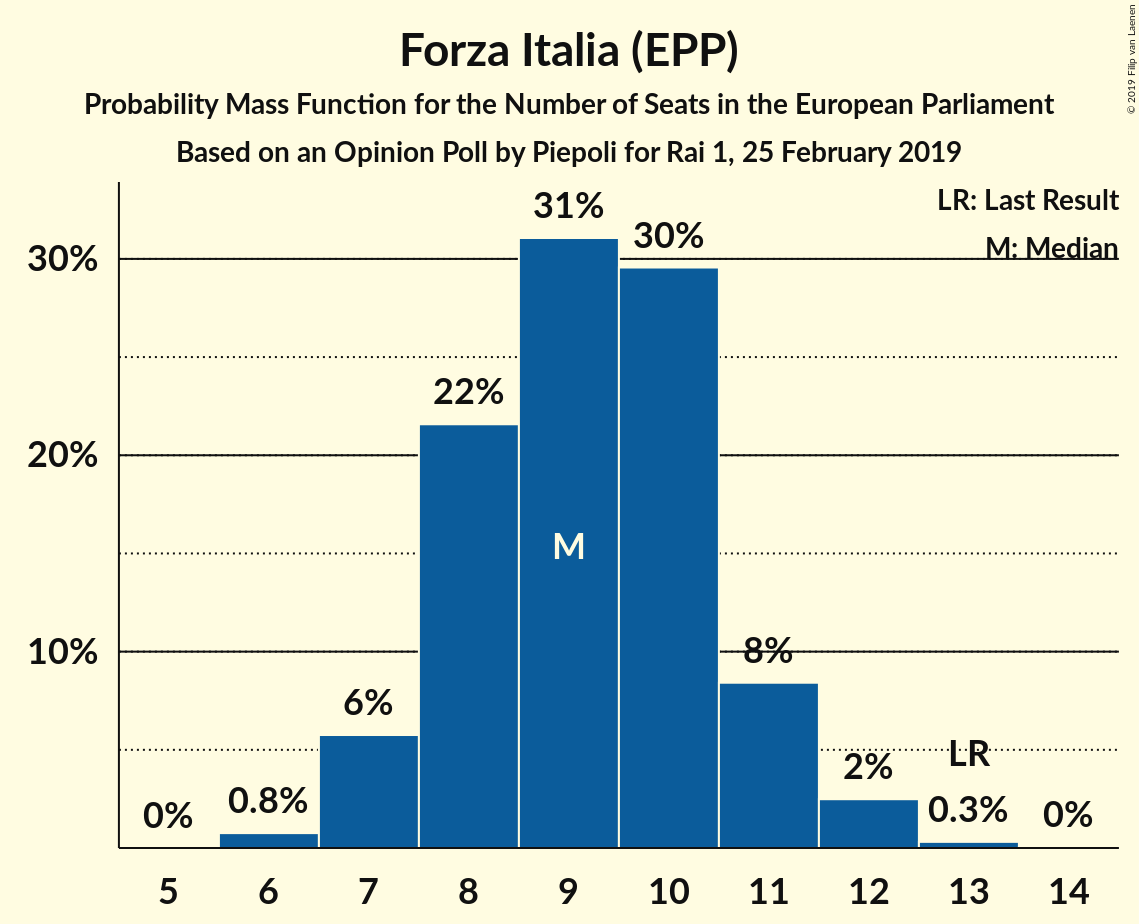 Forza Italia (EPP)
Probability Mass Function for the Number of Seats in the European Parliament
Based on an Opinion Poll by Piepoli for Rai 1, 25 February 2019
© 2019 Filip van Laenen
LR: Last Result
M: Median
30%
20%
10%
0%
0.8%
6%
22%
31%
M
30%
8%
2%
LR
0.3%
0%
5 6 7 8 9 10 11 12 13 14